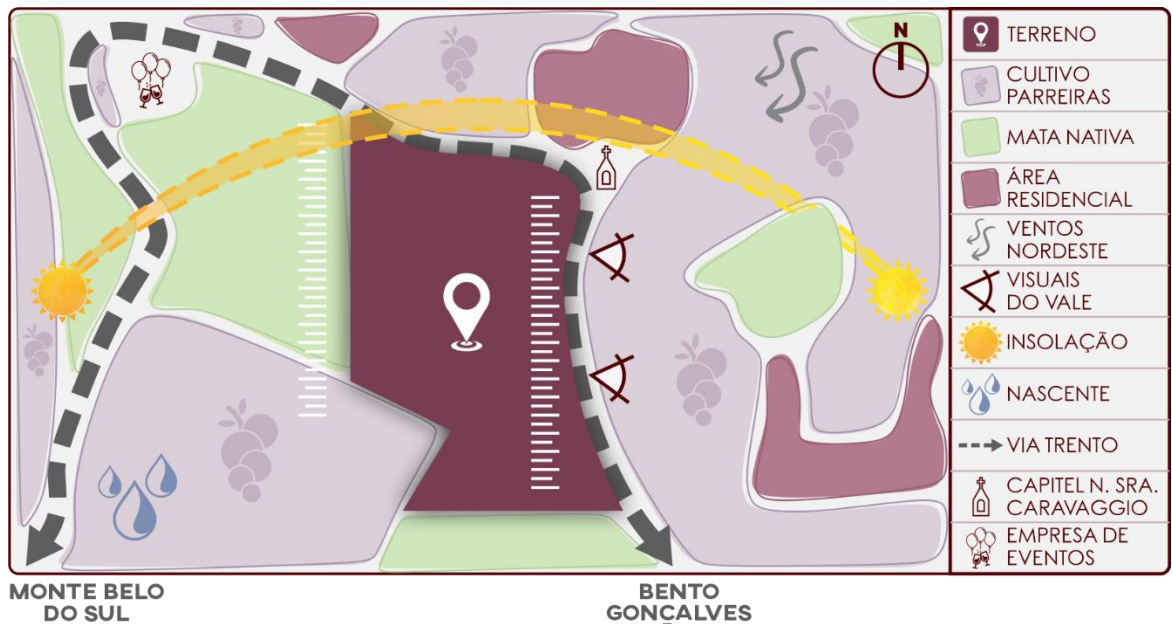 N
TERRENO
CULTIVO
PARREIRAS
MATA NATIVA
ÁREA
RESIDENCIAL
VENTOS
NORDESTE
VISUAIS
DO VALE
INSOLAÇÃO
NASCENTE
VIA TRENTO
CAPITEL N. SRA.
CARAVAGGIO
EMPRESA DE
EVENTOS
MONTE BELO
DO SUL
BENTO
GONÇALVES